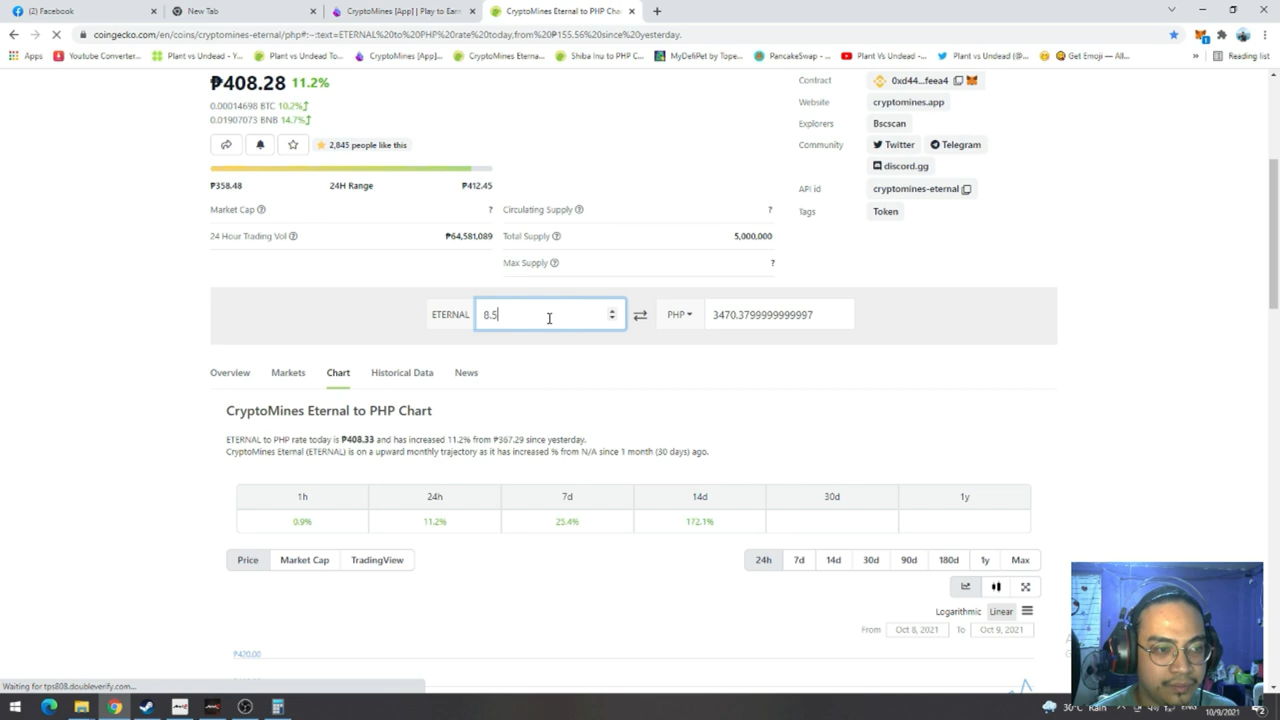 (2) Facebook
New Tab
CryptoMines [App] | Play to Earn
CryptoMines Eternal to PHP Char
coingecko.com/en/coins/cryptomines-eternal/php#:~:text=ETERNAL%20to%20PHP%20rate%20today,from%20₱155.56%20since%20yesterday.
Apps
Youtube Converter...
Plant vs Undead - Y...
Plant vs Undead To...
CryptoMines [App]...
CryptoMines Eterna...
Shiba Inu to PHP C...
MyDefiPet by Tope...
PancakeSwap - ...
Plant Vs Undead - ...
Plant vs Undead (@...
Get Emoji — All...
»
Reading list
₱408.28 11.2%
0.00014698 BTC 10.2%
0.01907073 BNB 14.7%
2,845 people like this
₱358.48 24H Range ₱412.45
Market Cap ?
Circulating Supply ?
24 Hour Trading Vol ₱64,581,089
Total Supply 5,000,000
Max Supply ?
Contract 0xd44...feea4
Website cryptomines.app
Explorers Bscscan
Community Twitter Telegram
discord.gg
API id cryptomines-eternal
Tags Token
ETERNAL 8.5 PHP 3470.3799999999997
Overview Markets Chart Historical Data News
CryptoMines Eternal to PHP Chart
ETERNAL to PHP rate today is ₱408.33 and has increased 11.2% from ₱367.29 since yesterday.
CryptoMines Eternal (ETERNAL) is on a upward monthly trajectory as it has increased % from N/A since 1 month (30 days) ago.
1h 24h 7d 14d 30d 1y
0.9% 11.2% 25.4% 172.1%
Price Market Cap TradingView
24h 7d 14d 30d 90d 180d 1y Max
Logarithmic Linear
From Oct 8, 2021 To Oct 9, 2021
₱420.00
Waiting for tps808.doubleverify.com...
30°C Rain
ENG
10/9/2021